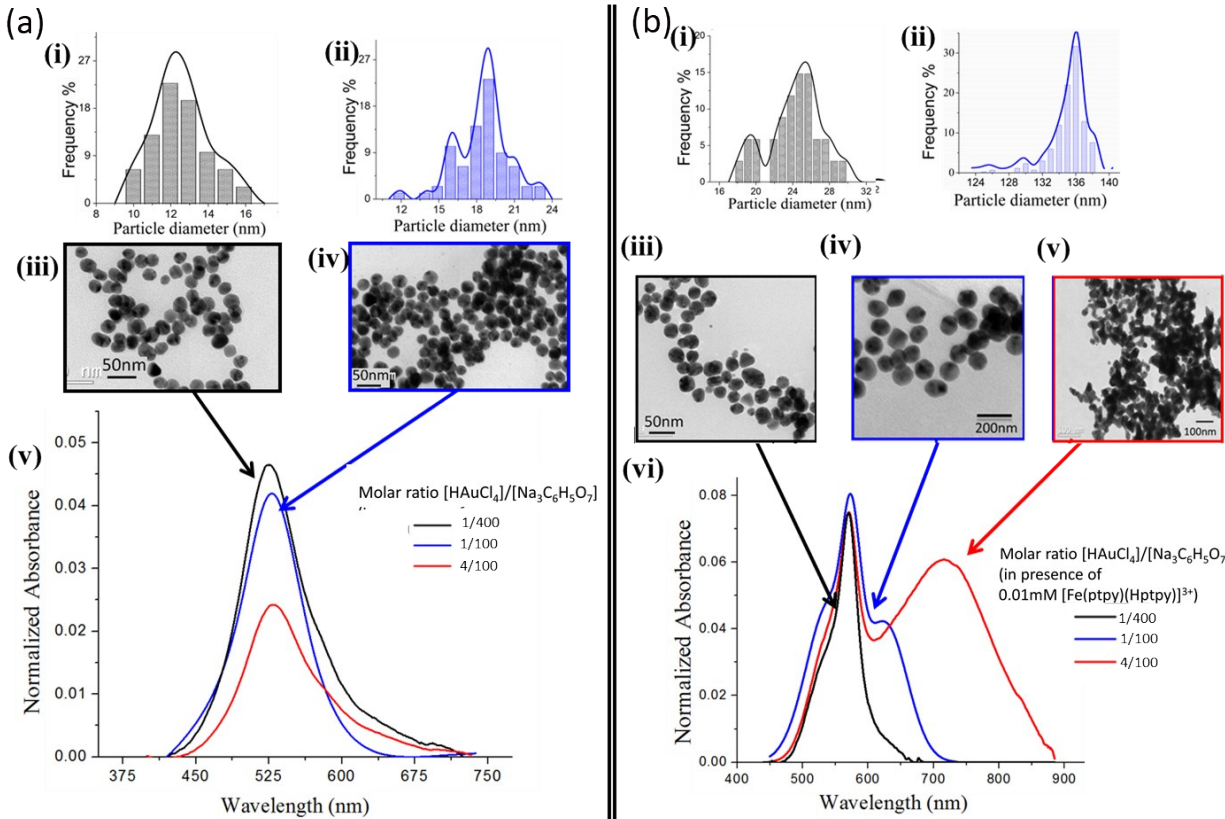 (a)
(i)
Frequency %
27
18
9
0
8 10 12 14 16
Particle diameter (nm)
(ii)
Frequency %
27
18
9
0
12 15 18 21 24
Particle diameter (nm)
(iii)
50nm
nm
(iv)
50nm
(v)
Normalized Absorbance
0.05
0.04
0.03
0.02
0.01
0.00
375 450 525 600 675 750
Wavelength (nm)
Molar ratio [HAuCl4]/[Na3C6H5O7]
1/400
1/100
4/100
(b)
(i)
Frequency %
20
15
10
5
0
16 20 24 28 32
Particle diameter (nm)
(ii)
Frequency %
30
20
10
0
124 128 132 136 140
Particle diameter (nm)
(iii)
50nm
(iv)
200nm
(v)
100nm
(vi)
Normalized Absorbance
0.08
0.06
0.04
0.02
0.00
400 500 600 700 800 900
Wavelength (nm)
Molar ratio [HAuCl4]/[Na3C6H5O7
(in presence of
0.01mM [Fe(ptpy)(Hptpy)]3+)
1/400
1/100
4/100